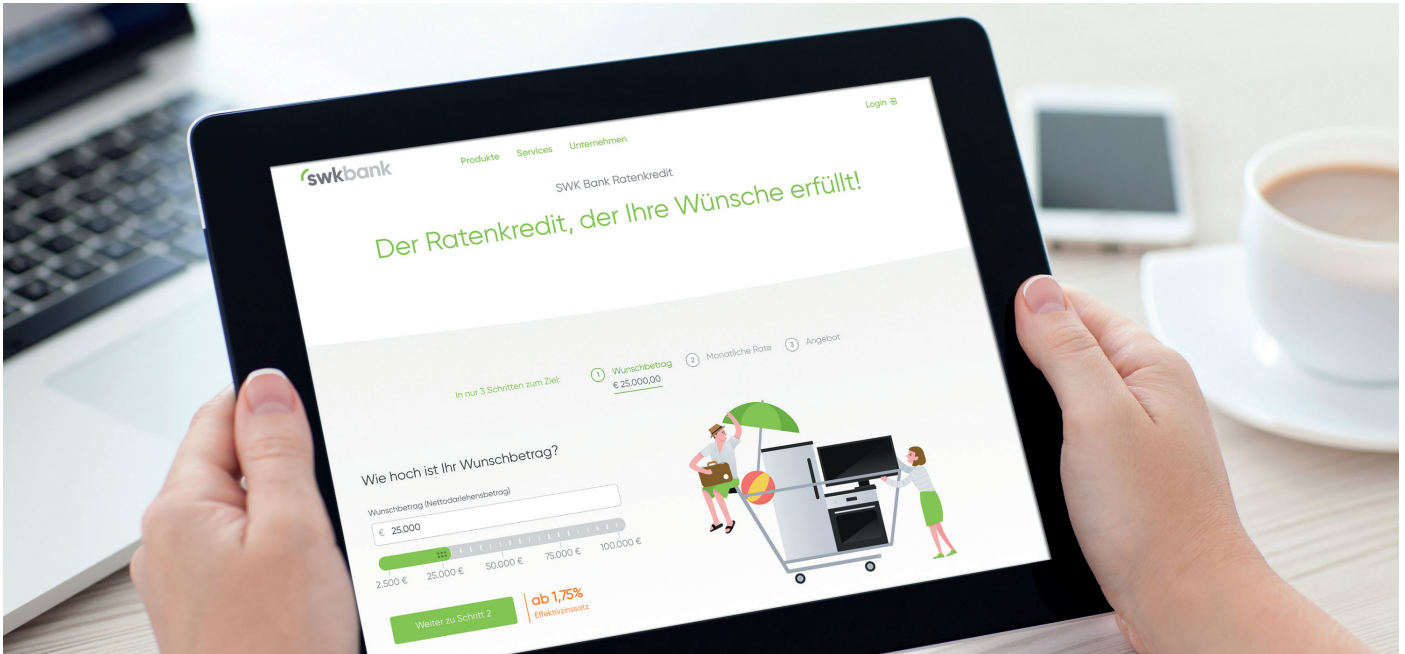 Login
swkbank
Produkte Services Unternehmen
SWK Bank Ratenkredit
Der Ratenkredit, der Ihre Wünsche erfüllt!
In nur 3 Schritten zum Ziel:
1 Wunschbetrag
€ 25.000,00
2 Monatliche Rate
3 Angebot
Wie hoch ist Ihr Wunschbetrag?
Wunschbetrag (Nettodarlehensbetrag)
€ 25.000
2.500 € 25.000 € 50.000 € 75.000 € 100.000 €
Weiter zu Schritt 2
ab 1,75%
Effektivzinssatz